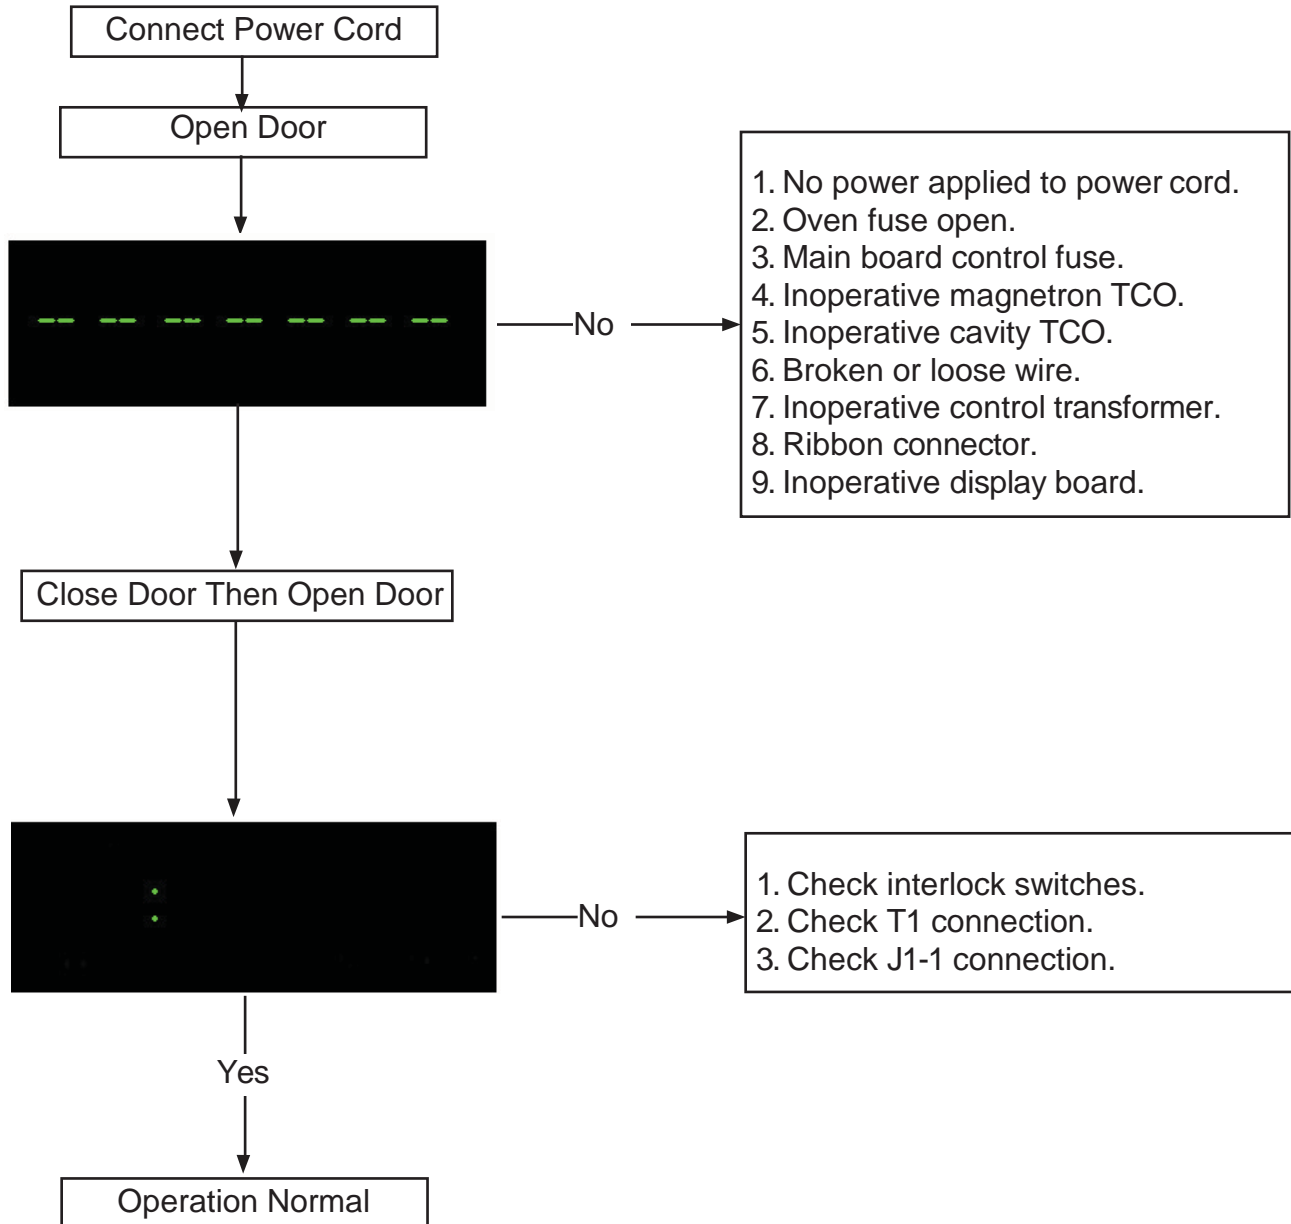 Connect Power Cord
Open Door
No
1. No power applied to power cord.
2. Oven fuse open.
3. Main board control fuse.
4. Inoperative magnetron TCO.
5. Inoperative cavity TCO.
6. Broken or loose wire.
7. Inoperative control transformer.
8. Ribbon connector.
9. Inoperative display board.
Close Door Then Open Door
No
1. Check interlock switches.
2. Check T1 connection.
3. Check J1-1 connection.
Yes
Operation Normal